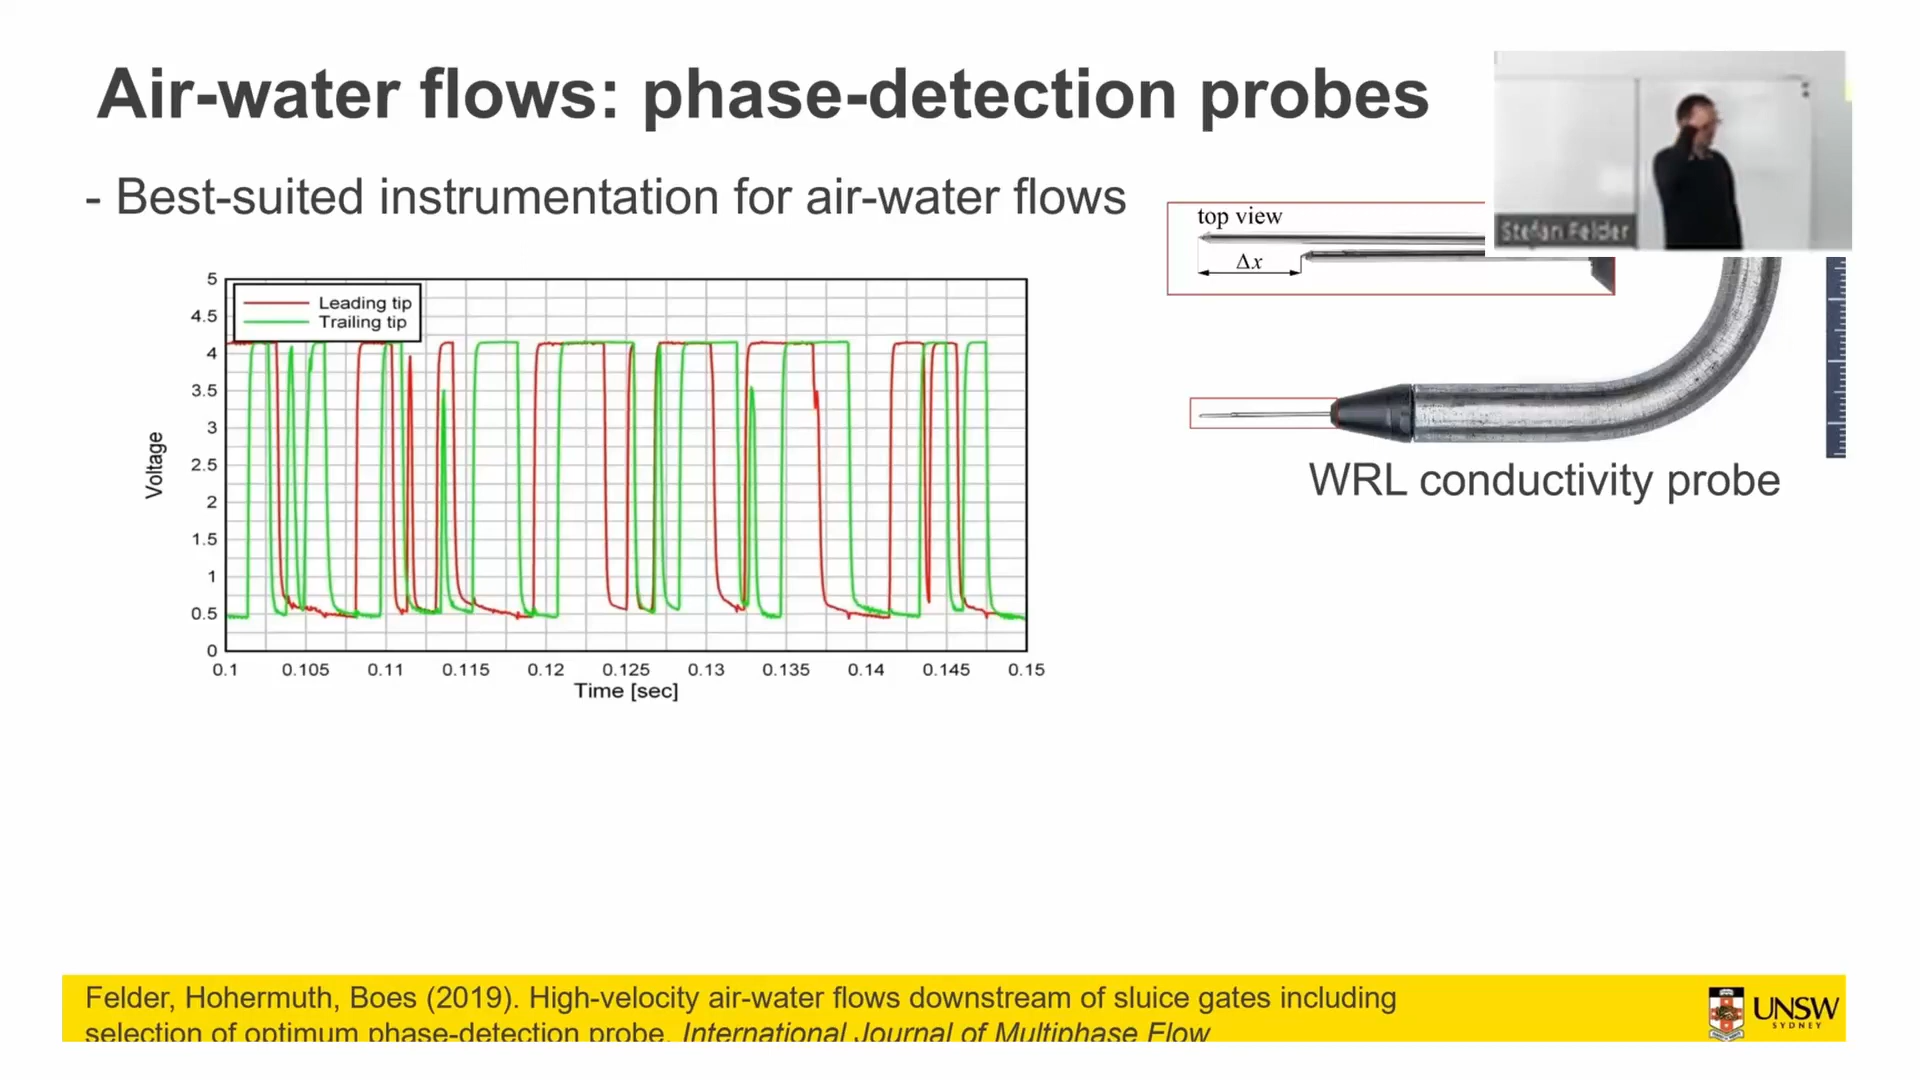 Air-water flows: phase-detection probes
- Best-suited instrumentation for air-water flows
Stefan Felder
top view
Δx
WRL conductivity probe
Leading tip
Trailing tip
Voltage
5
4.5
4
3.5
3
2.5
2
1.5
1
0.5
0
0.1 0.105 0.11 0.115 0.12 0.125 0.13 0.135 0.14 0.145 0.15
Time [sec]
Felder, Hohermuth, Boes (2019). High-velocity air-water flows downstream of sluice gates including
selection of optimum phase-detection probe. International Journal of Multiphase Flow
UNSW
SYDNEY